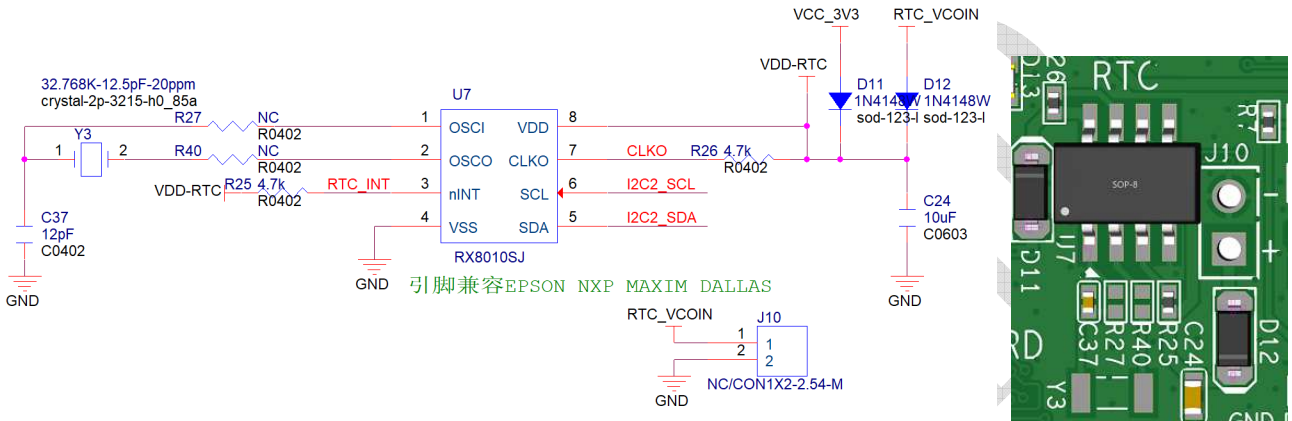 VCC_3V3
RTC_VCOIN
VDD-RTC
32.768K-12.5pF-20ppm
crystal-2p-3215-h0_85a
D11
1N4148W
sod-123-l
D12
1N4148W
sod-123-l
U7
R27
NC
R0402
1
OSCI
VDD
8
Y3
1
2
R40
NC
R0402
2
OSCO
CLKO
7
CLKO
R26
4.7k
R0402
VDD-RTC
R25
4.7k
R0402
RTC_INT
3
nINT
SCL
6
I2C2_SCL
4
VSS
SDA
5
I2C2_SDA
C37
12pF
C0402
C24
10uF
C0603
RX8010SJ
GND
GND
GND
引脚兼容EPSON NXP MAXIM DALLAS
RTC_VCOIN
J10
1
1
2
2
GND
NC/CON1X2-2.54-M
RTC
D13
26
R7
J10
SOP-8
-
+
U7
D11
C37
R27
R40
R25
C24
D12
RD
Y3